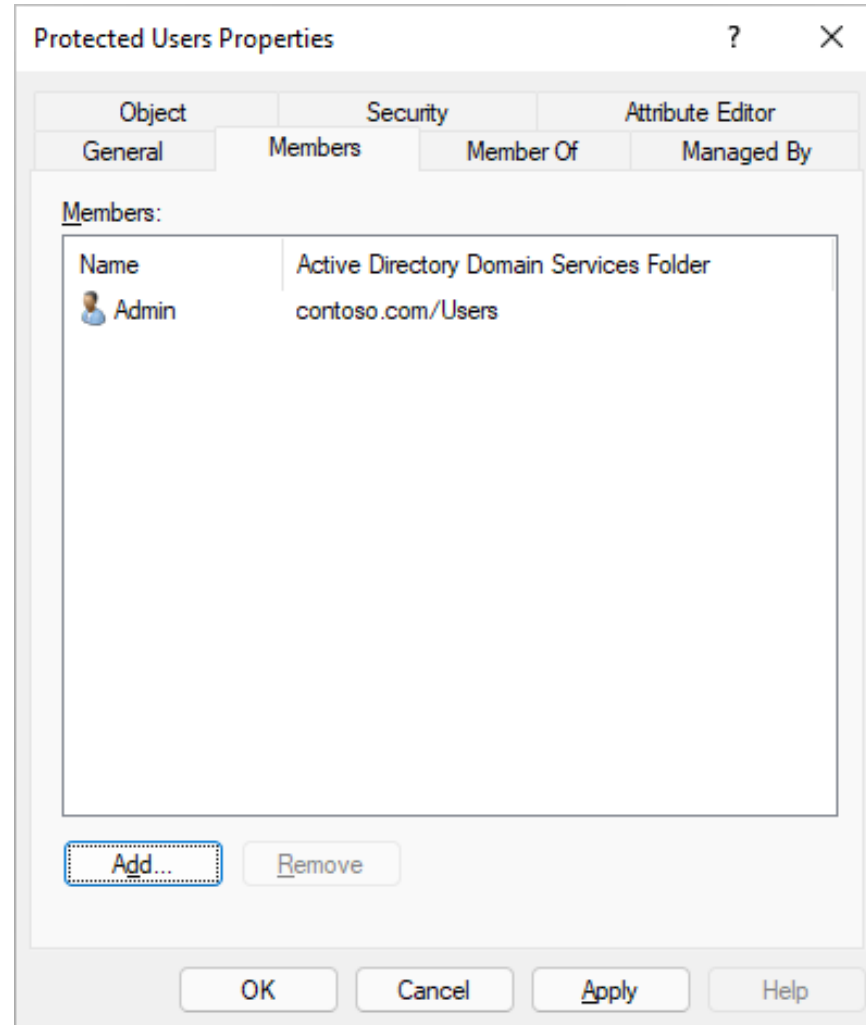 Protected Users Properties ? ×
Object Security Attribute Editor
General Members Member Of Managed By
Members:
Name Active Directory Domain Services Folder
Admin contoso.com/Users
Add... Remove
OK Cancel Apply Help